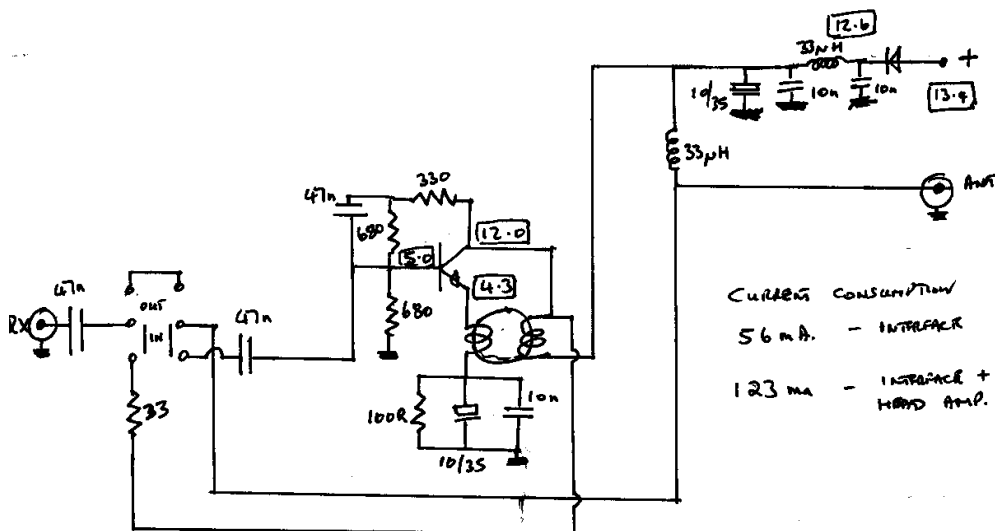 12.6
33μH
+
10/35
10n
10n
13.4
33μH
ANT
330
47n
680
12.0
5.0
4.3
47n
OUT
RX
IN
47n
680
33
100R
10n
10/35
CURRENT CONSUMPTION
56 mA. - INTERFACE
123 ma - INTERFACE +
HEAD AMP.